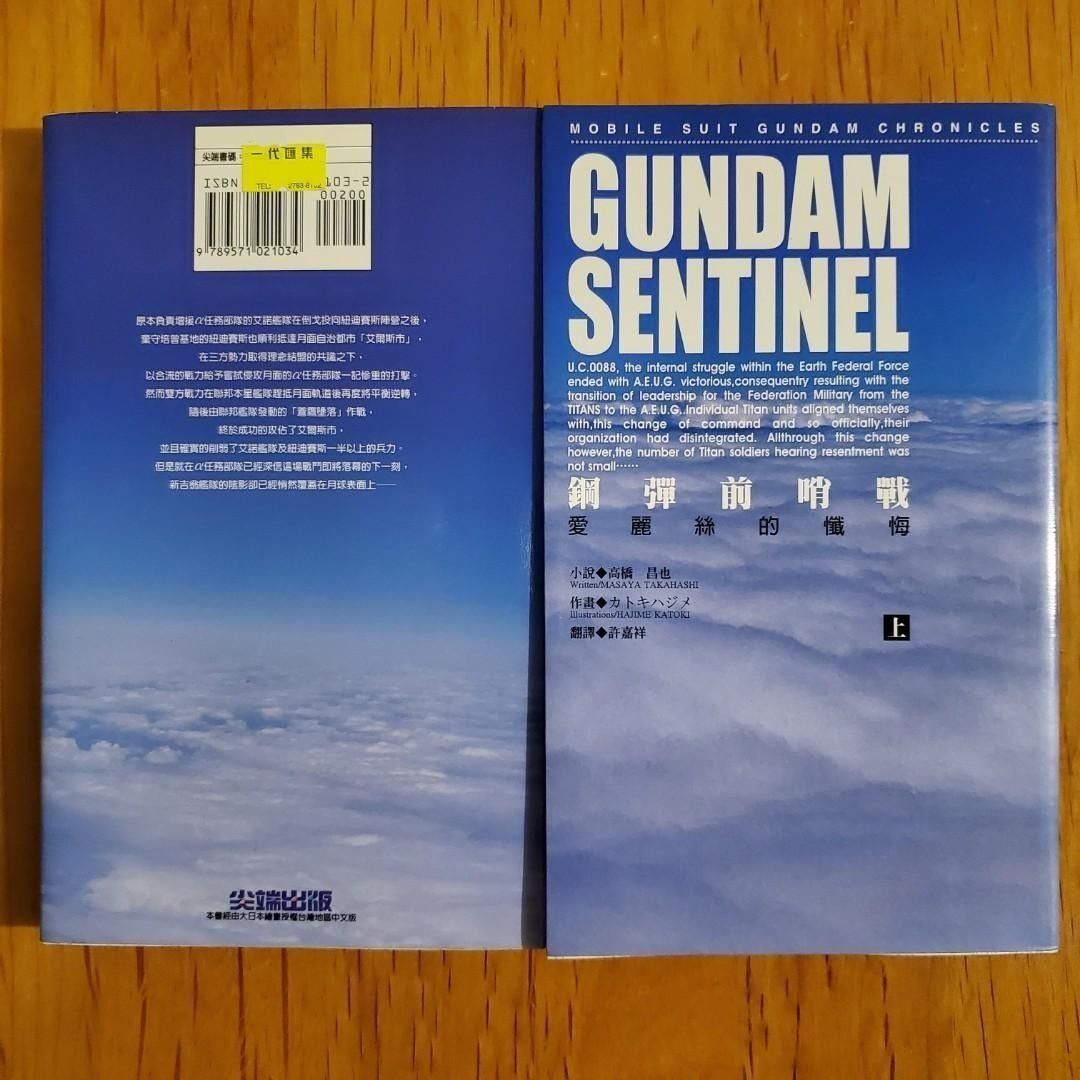 尖端書碼：
一代匯集
TEL: 2783-8102
ISBN 103-2
00200
9 789571 021034
原本負責增援α任務部隊的艾諾艦隊在倒戈投向紐迪賽斯陣營之後，
棄守培曾基地的紐迪賽斯也順利抵達月面自治都市「艾爾斯市」，
在三方勢力取得理念結盟的共識之下，
以合流的戰力給予嘗試侵攻月面的α任務部隊一記慘重的打擊。
然而雙方戰力在聯邦本星艦隊趕抵月面軌道後再度將平衡逆轉，
隨後由聯邦艦隊發動的「蒼鷹墜落」作戰，
終於成功的攻佔了艾爾斯市，
並且確實的削弱了艾諾艦隊及紐迪賽斯一半以上的兵力。
但是就在α任務部隊已經深信這場戰鬥即將落幕的下一刻，
新吉翁艦隊的陰影卻已經悄然覆蓋在月球表面上──
尖端出版
本書經由大日本繪畫授權台灣地區中文版
MOBILE SUIT GUNDAM CHRONICLES
GUNDAM
SENTINEL
U.C.0088, the internal struggle within the Earth Federal Force
ended with A.E.U.G. victorious,consequentry resulting with the
transition of leadership for the Federation Military from the
TITANS to the A.E.U.G..Individual Titan units aligned themselves
with,this change of command and so officially,their
organization had disintegrated. Allthrough this change
however,the number of Titan soldiers hearing resentment was
not small……
鋼彈前哨戰
愛麗絲的懺悔
小說◆高橋 昌也
Written/MASAYA TAKAHASHI
作畫◆カトキハジメ
Illustrations/HAJIME KATOKI
翻譯◆許嘉祥
上